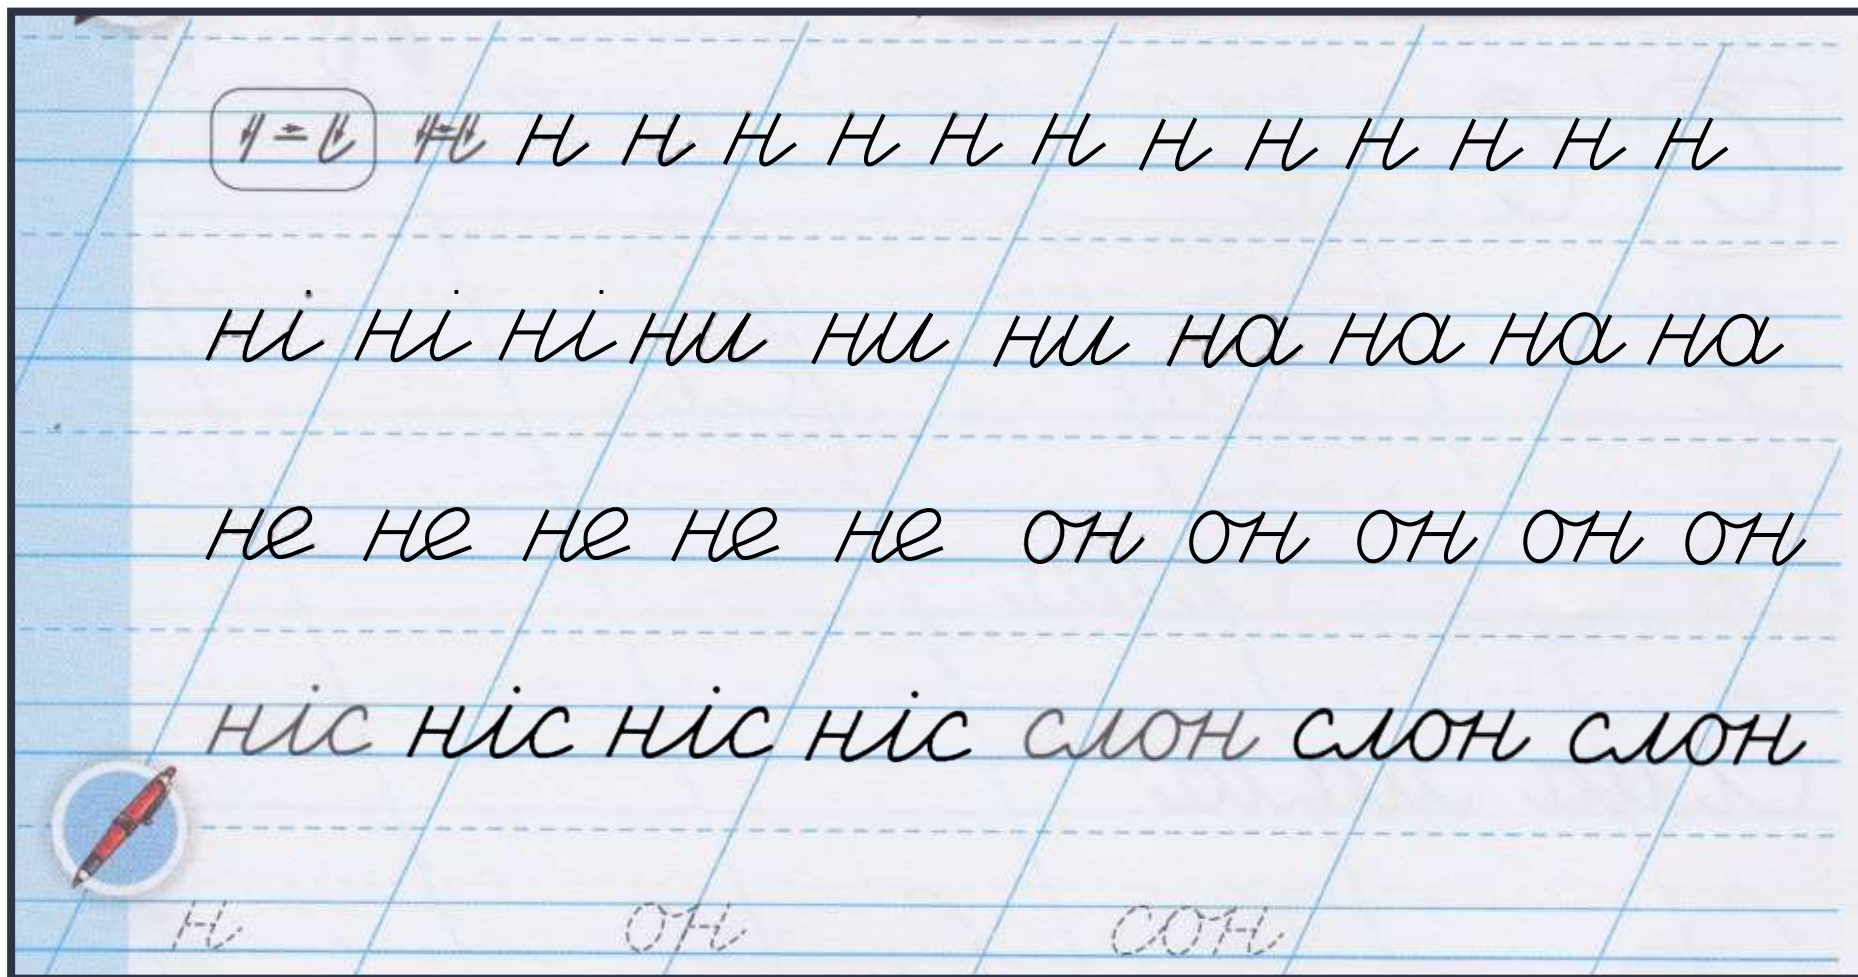 н н н н н н н н н н н н н
ні ні ні ни ни ни на на на на
не не не не не он он он он он
ніс ніс ніс ніс слон слон слон
н он сон